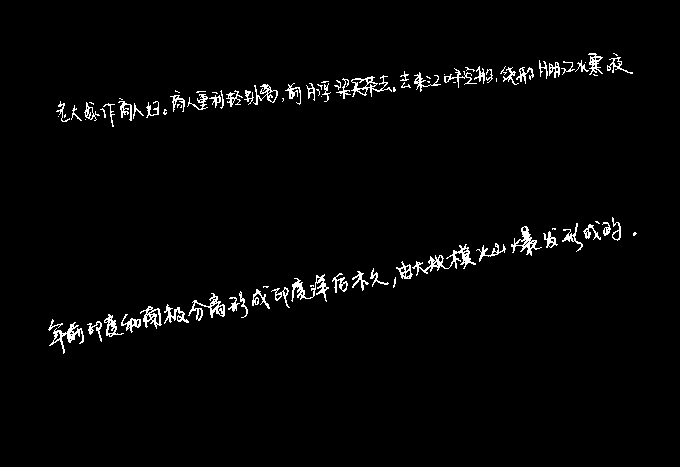 老大嫁作商人妇。商人重利轻别离,前月浮梁买茶去。去来江口守空船,绕船月明江水寒夜
年前印度和南极分离形成印度洋后不久,由大规模火山爆发形成的.